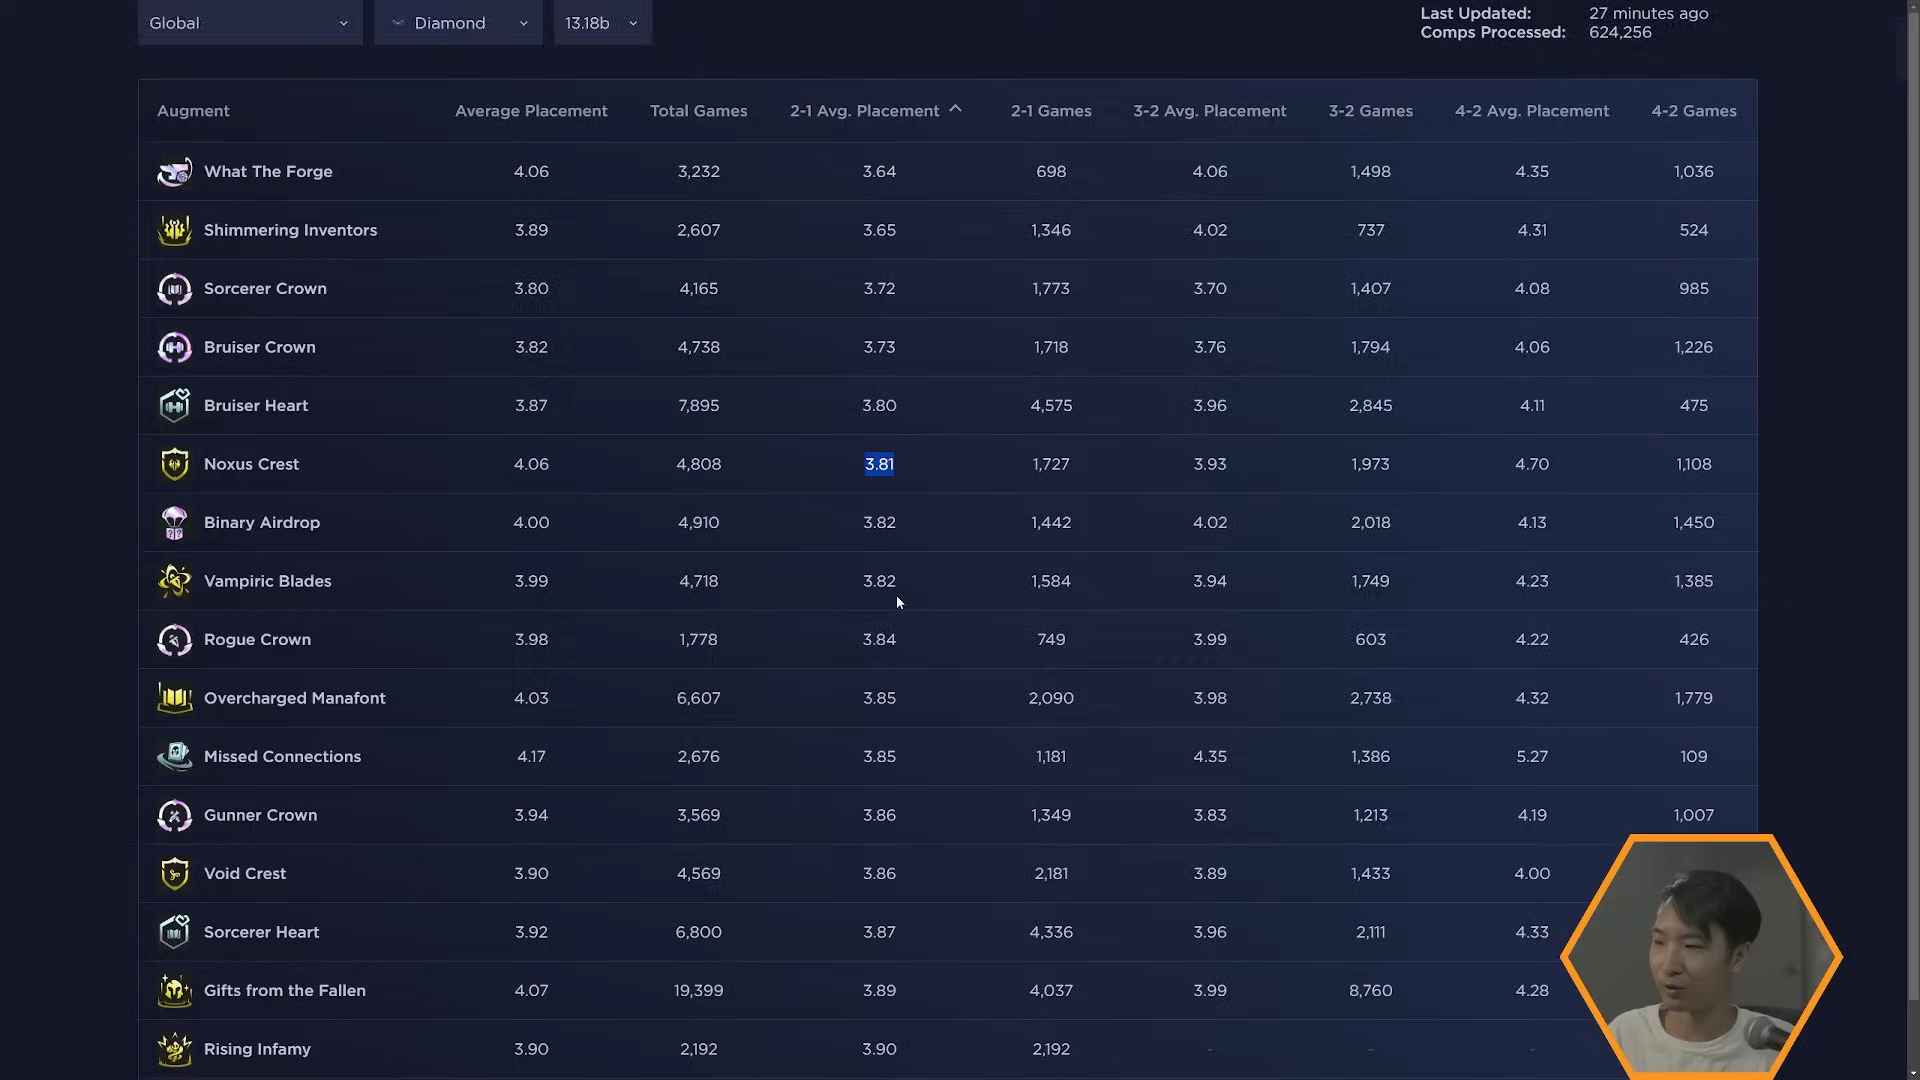 Global Diamond 13.18b
Last Updated: 27 minutes ago
Comps Processed: 624,256
Augment Average Placement Total Games 2-1 Avg. Placement 2-1 Games 3-2 Avg. Placement 3-2 Games 4-2 Avg. Placement 4-2 Games
What The Forge 4.06 3,232 3.64 698 4.06 1,498 4.35 1,036
Shimmering Inventors 3.89 2,607 3.65 1,346 4.02 737 4.31 524
Sorcerer Crown 3.80 4,165 3.72 1,773 3.70 1,407 4.08 985
Bruiser Crown 3.82 4,738 3.73 1,718 3.76 1,794 4.06 1,226
Bruiser Heart 3.87 7,895 3.80 4,575 3.96 2,845 4.11 475
Noxus Crest 4.06 4,808 3.81 1,727 3.93 1,973 4.70 1,108
Binary Airdrop 4.00 4,910 3.82 1,442 4.02 2,018 4.13 1,450
Vampiric Blades 3.99 4,718 3.82 1,584 3.94 1,749 4.23 1,385
Rogue Crown 3.98 1,778 3.84 749 3.99 603 4.22 426
Overcharged Manafont 4.03 6,607 3.85 2,090 3.98 2,738 4.32 1,779
Missed Connections 4.17 2,676 3.85 1,181 4.35 1,386 5.27 109
Gunner Crown 3.94 3,569 3.86 1,349 3.83 1,213 4.19 1,007
Void Crest 3.90 4,569 3.86 2,181 3.89 1,433 4.00
Sorcerer Heart 3.92 6,800 3.87 4,336 3.96 2,111 4.33
Gifts from the Fallen 4.07 19,399 3.89 4,037 3.99 8,760 4.28
Rising Infamy 3.90 2,192 3.90 2,192 - - -